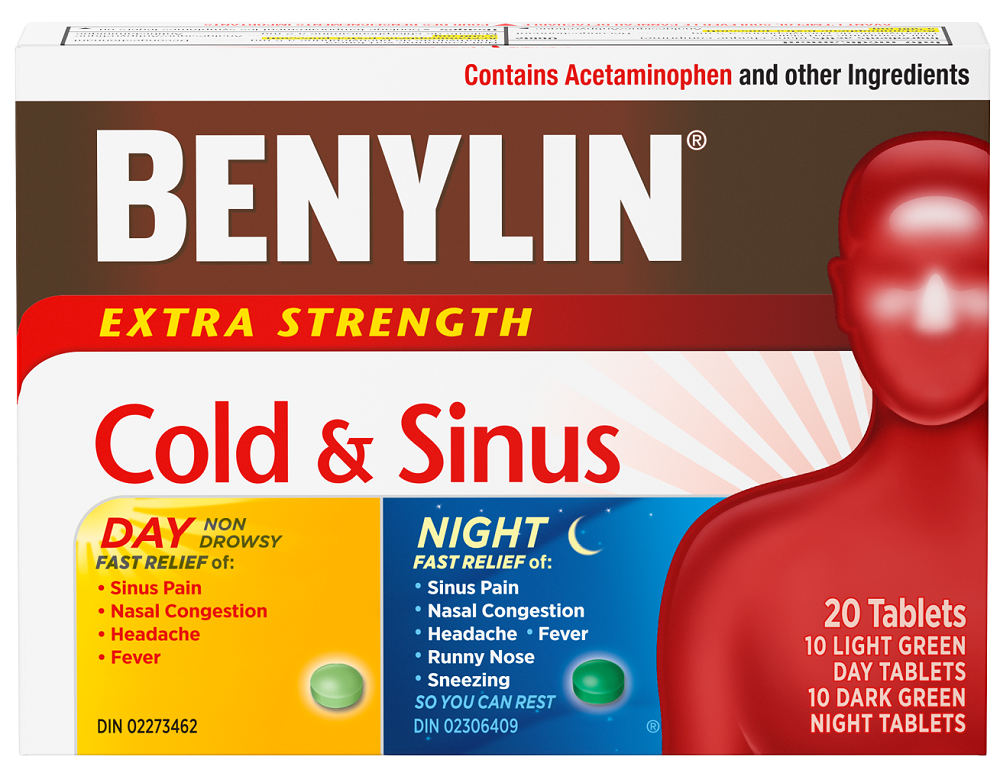 Contains Acetaminophen and other Ingredients
BENYLIN®
EXTRA STRENGTH
Cold & Sinus
DAY NON DROWSY
FAST RELIEF of:
• Sinus Pain
• Nasal Congestion
• Headache
• Fever
DIN 02273462
NIGHT
FAST RELIEF of:
• Sinus Pain
• Nasal Congestion
• Headache • Fever
• Runny Nose
• Sneezing
SO YOU CAN REST
DIN 02306409
®
20 Tablets
10 LIGHT GREEN
DAY TABLETS
10 DARK GREEN
NIGHT TABLETS